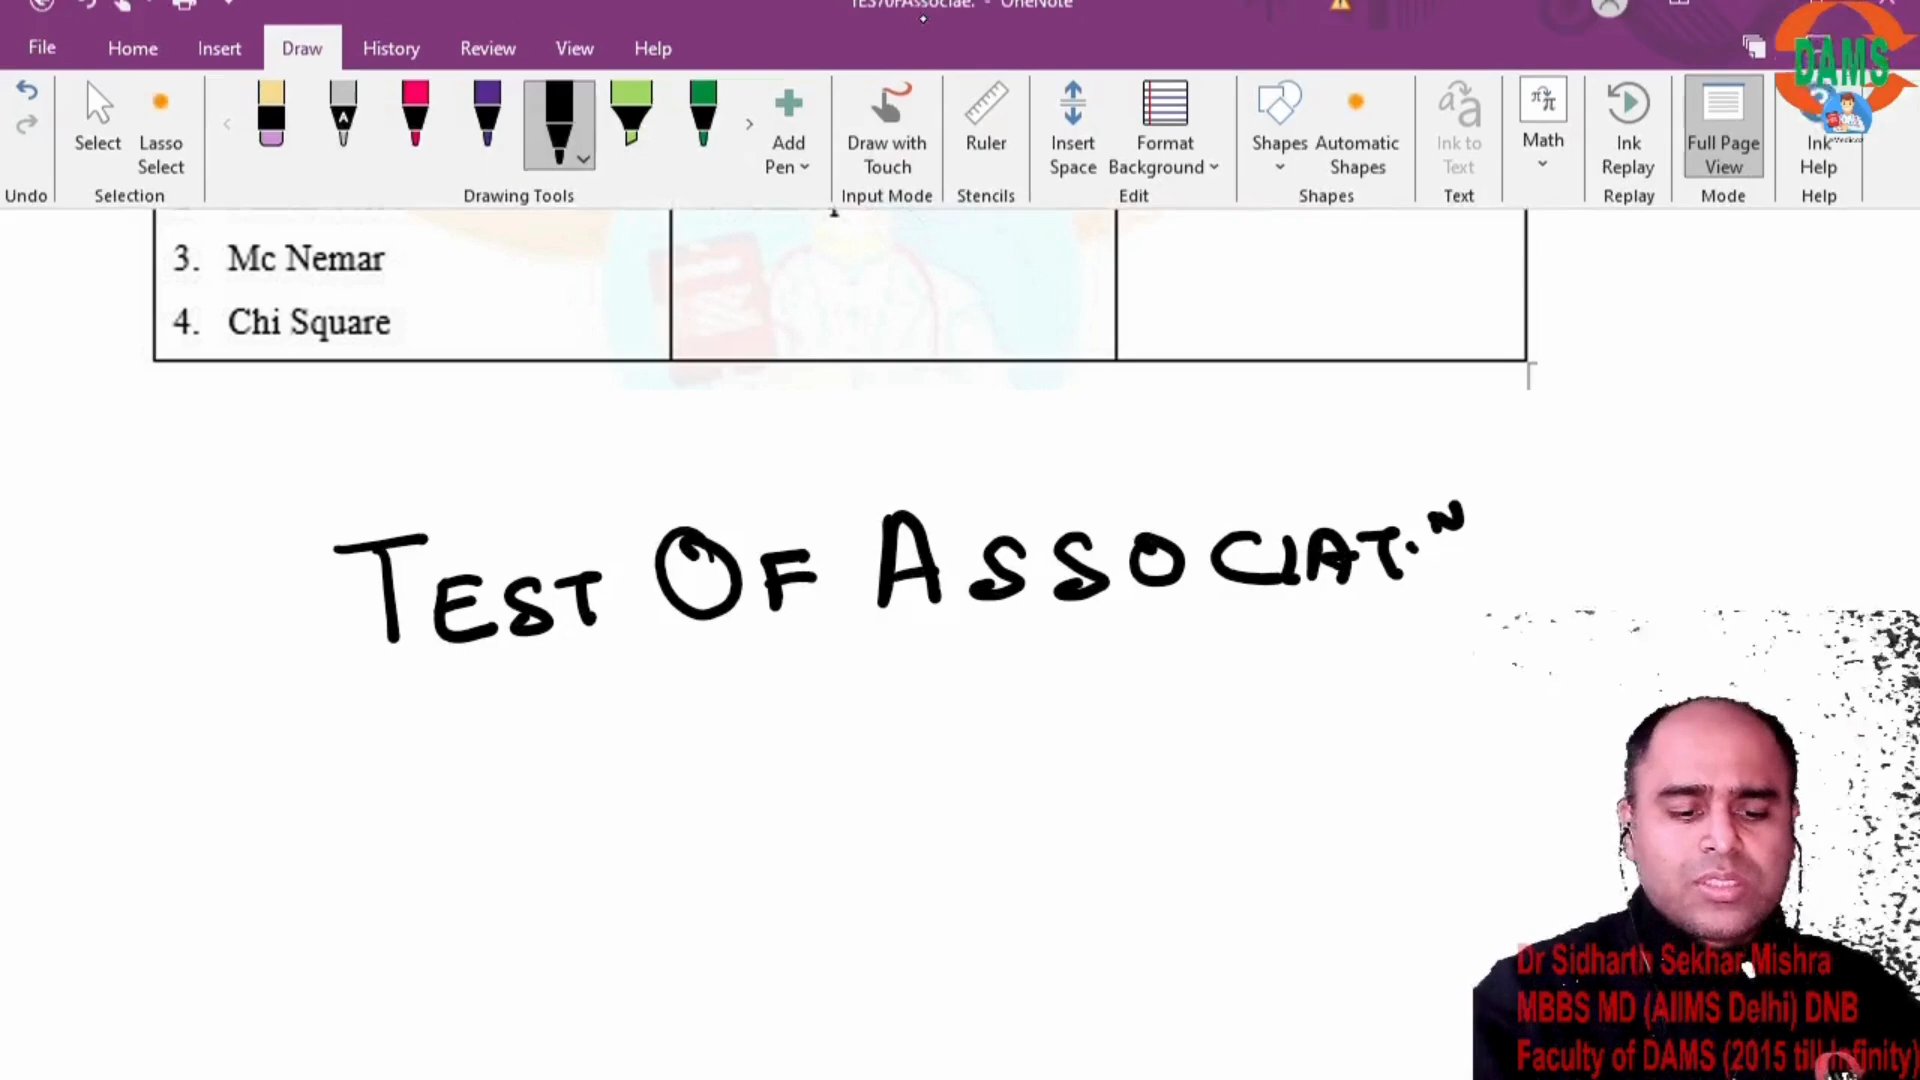 TESTOFAssociae. - OneNote
File Home Insert Draw History Review View Help
DAMS
Select Lasso Select Add Pen Draw with Touch Ruler Insert Space Format Background Shapes Automatic Shapes Ink to Text Math Ink Replay Full Page View Ink Help
Undo Selection Drawing Tools Input Mode Stencils Edit Shapes Text Replay Mode Help
3. Mc Nemar
4. Chi Square
TEST OF ASSOCIAT.N
Dr Sidharth Sekhar Mishra
MBBS MD (AIIMS Delhi) DNB
Faculty of DAMS (2015 till Infinity)